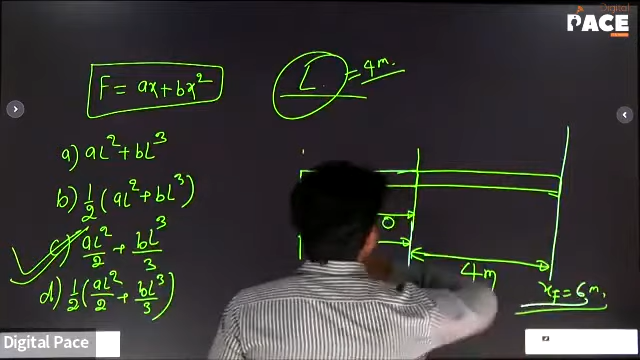 Digital
PACE
F = ax + bx²
L = 4m.
a) aL² + bL³
b) 1/2 (aL² + bL³)
c) aL²/2 + bL³/3
d) 1/2 (aL²/2 + bL³/3)
0
4m
x_f = 6m.
Digital Pace